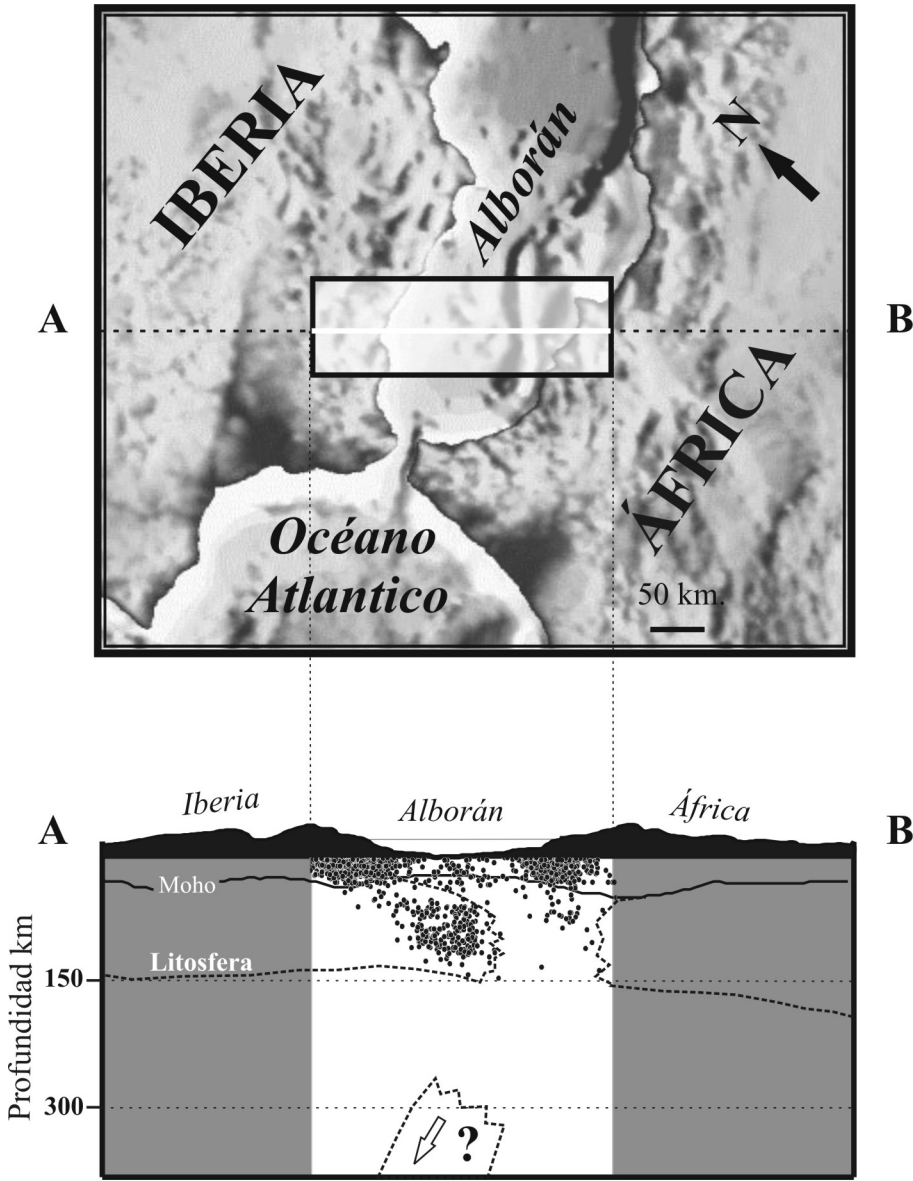 IBERIA
Alborán
N
A
B
ÁFRICA
Océano
Atlantico
50 km.
Iberia
Alborán
África
A
B
Moho
Litosfera
150
300
?
Profundidad km